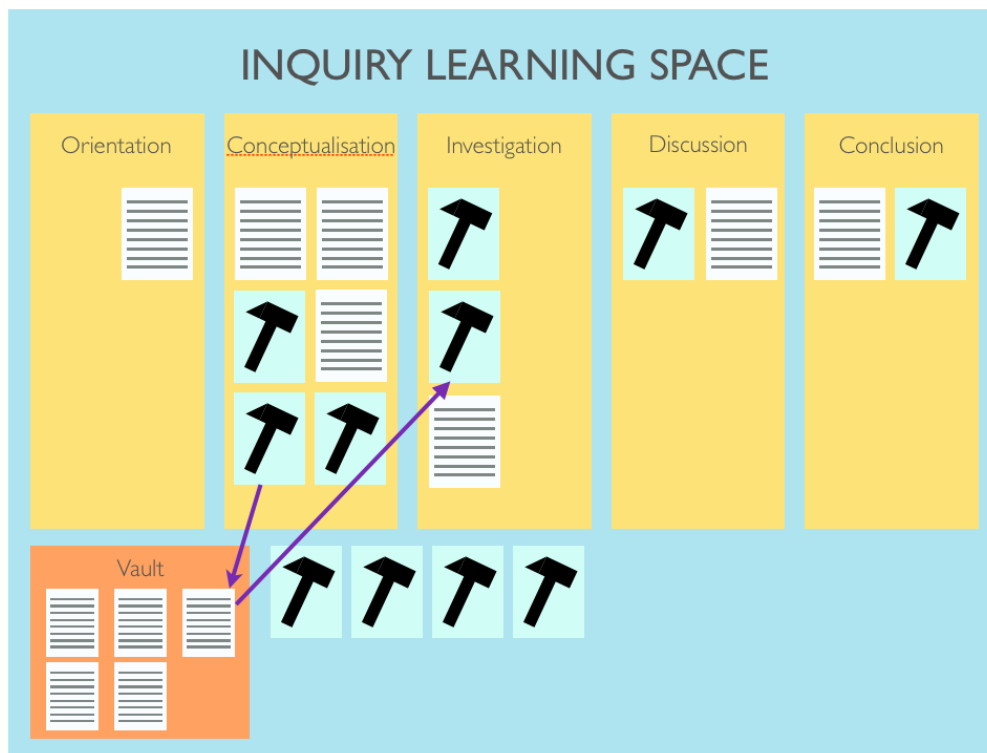 INQUIRY LEARNING SPACE
Orientation
Conceptualisation
Investigation
Discussion
Conclusion
Vault